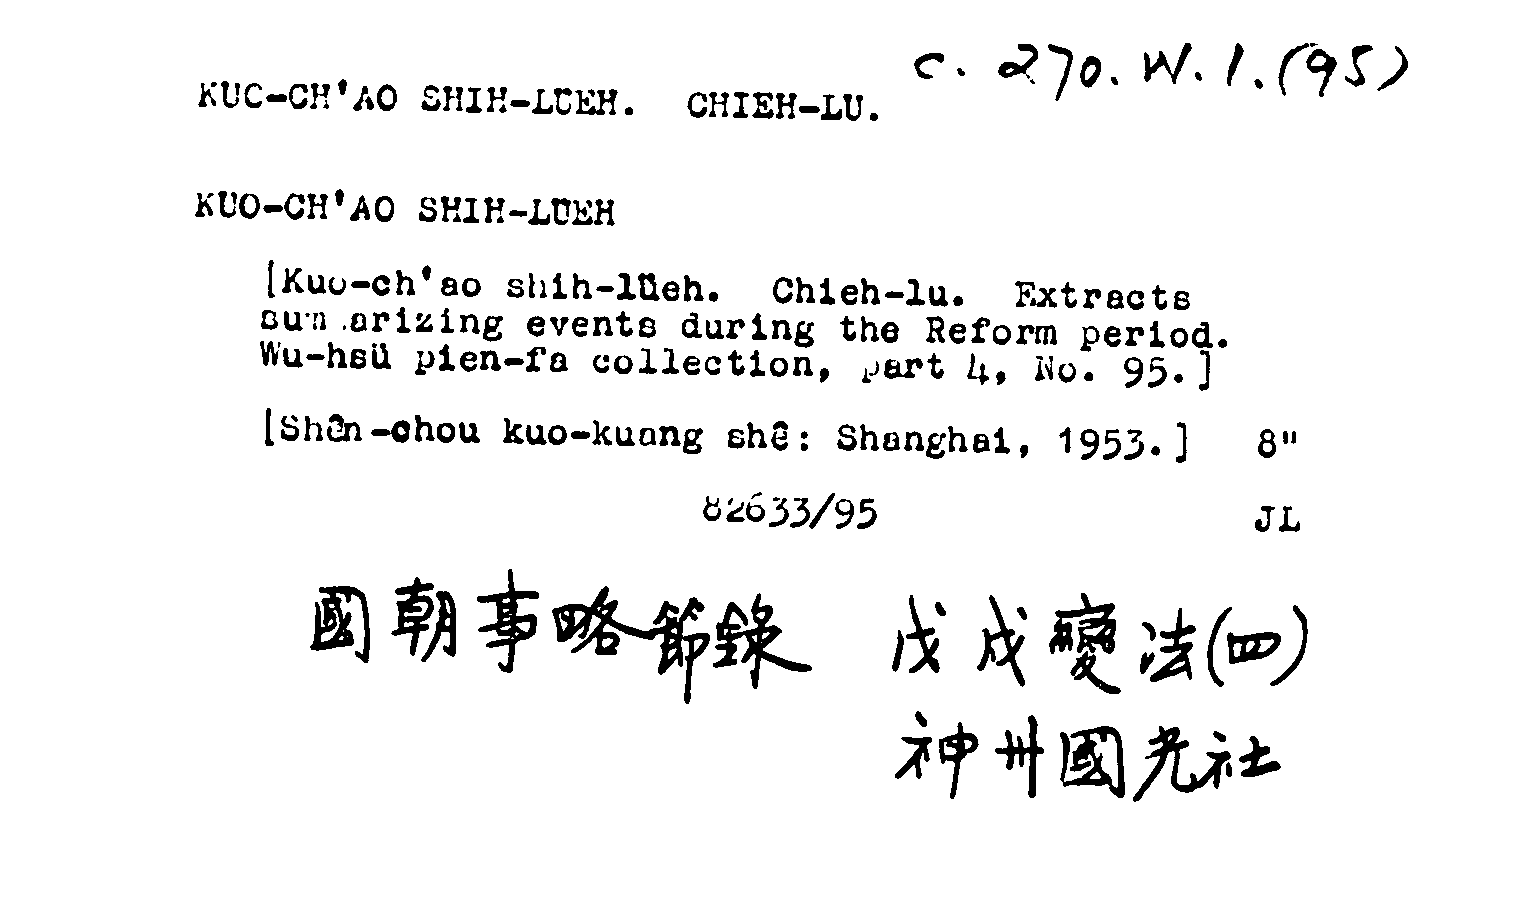 c. 270. W. 1. (95)
KUO-CH'AO SHIH-LÜEH. CHIEH-LU.
KUO-CH'AO SHIH-LÜEH
[Kuo-ch'ao shih-lüeh. Chieh-lu. Extracts
summarizing events during the Reform period.
Wu-hsü pien-fa collection, part 4, No. 95.]
[Shên-chou kuo-kuang shê: Shanghai, 1953.] 8"
82633/95 JL
國朝事略節錄 戊戌變法(四)
神州國光社